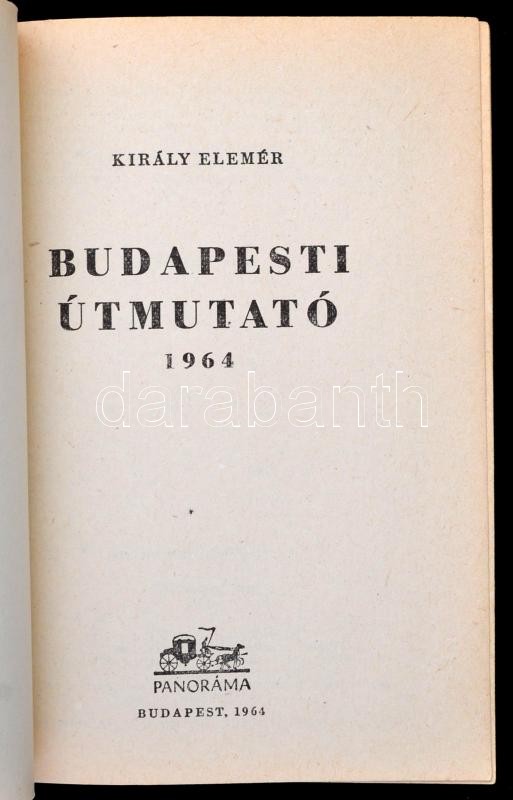 KIRÁLY ELEMÉR
BUDAPESTI
ÚTMUTATÓ
1964
darabanth
PANORÁMA
BUDAPEST, 1964